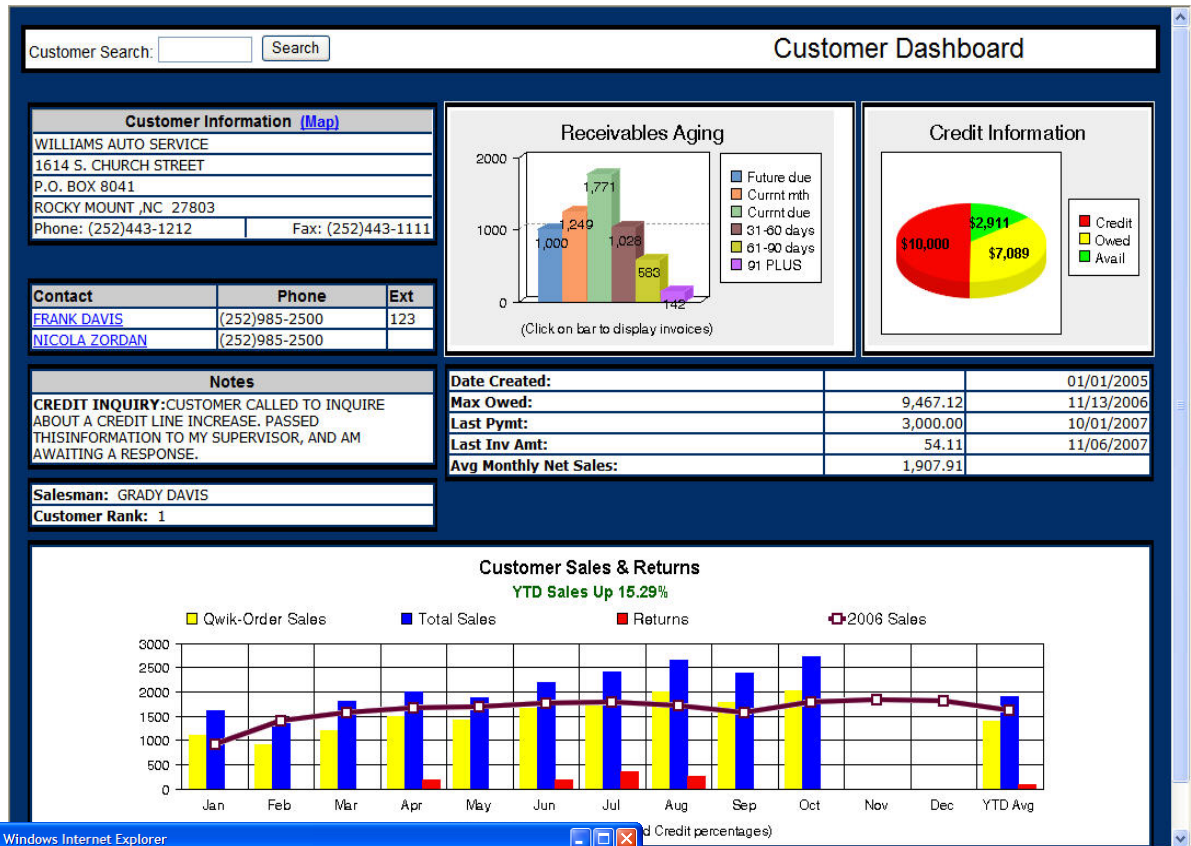 Customer Search: Search
Customer Dashboard
Customer Information (Map)
WILLIAMS AUTO SERVICE
1614 S. CHURCH STREET
P.O. BOX 8041
ROCKY MOUNT ,NC 27803
Phone: (252)443-1212 Fax: (252)443-1111
Contact Phone Ext
FRANK DAVIS (252)985-2500 123
NICOLA ZORDAN (252)985-2500
Receivables Aging
2000
1000
0
1,000
1,249
1,771
1,028
583
142
Future due
Currnt mth
Currnt due
31-60 days
61-90 days
91 PLUS
(Click on bar to display invoices)
Credit Information
$2,911
$10,000
$7,089
Credit
Owed
Avail
Notes
CREDIT INQUIRY:CUSTOMER CALLED TO INQUIRE
ABOUT A CREDIT LINE INCREASE. PASSED
THISINFORMATION TO MY SUPERVISOR, AND AM
AWAITING A RESPONSE.
Date Created: 01/01/2005
Max Owed: 9,467.12 11/13/2006
Last Pymt: 3,000.00 10/01/2007
Last Inv Amt: 54.11 11/06/2007
Avg Monthly Net Sales: 1,907.91
Salesman: GRADY DAVIS
Customer Rank: 1
Customer Sales & Returns
YTD Sales Up 15.29%
Qwik-Order Sales Total Sales Returns 2006 Sales
3000
2500
2000
1500
1000
500
0
Jan Feb Mar Apr May Jun Jul Aug Sep Oct Nov Dec YTD Avg
d Credit percentages)
Windows Internet Explorer